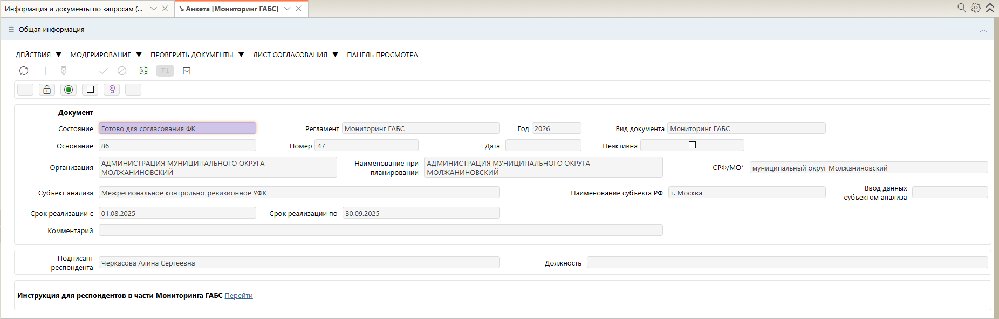 Информация и документы по запросам (...
Анкета [Мониторинг ГАБС]
Общая информация
ДЕЙСТВИЯ ▼ МОДЕРИРОВАНИЕ ▼ ПРОВЕРИТЬ ДОКУМЕНТЫ ▼ ЛИСТ СОГЛАСОВАНИЯ ▼ ПАНЕЛЬ ПРОСМОТРА
Документ
Состояние Готово для согласования ФК Регламент Мониторинг ГАБС Год 2026 Вид документа Мониторинг ГАБС
Основание 86 Номер 47 Дата Неактивна
Организация АДМИНИСТРАЦИЯ МУНИЦИПАЛЬНОГО ОКРУГА
МОЛЖАНИНОВСКИЙ
Наименование при
планировании
АДМИНИСТРАЦИЯ МУНИЦИПАЛЬНОГО ОКРУГА
МОЛЖАНИНОВСКИЙ
СРФ/МО* муниципальный округ Молжаниновский
Субъект анализа Межрегиональное контрольно-ревизионное УФК Наименование субъекта РФ г. Москва
Ввод данных
субъектом анализа
Срок реализации с 01.08.2025 Срок реализации по 30.09.2025
Комментарий
Подписант
респондента
Черкасова Алина Сергеевна Должность
Инструкция для респондентов в части Мониторинга ГАБС Перейти